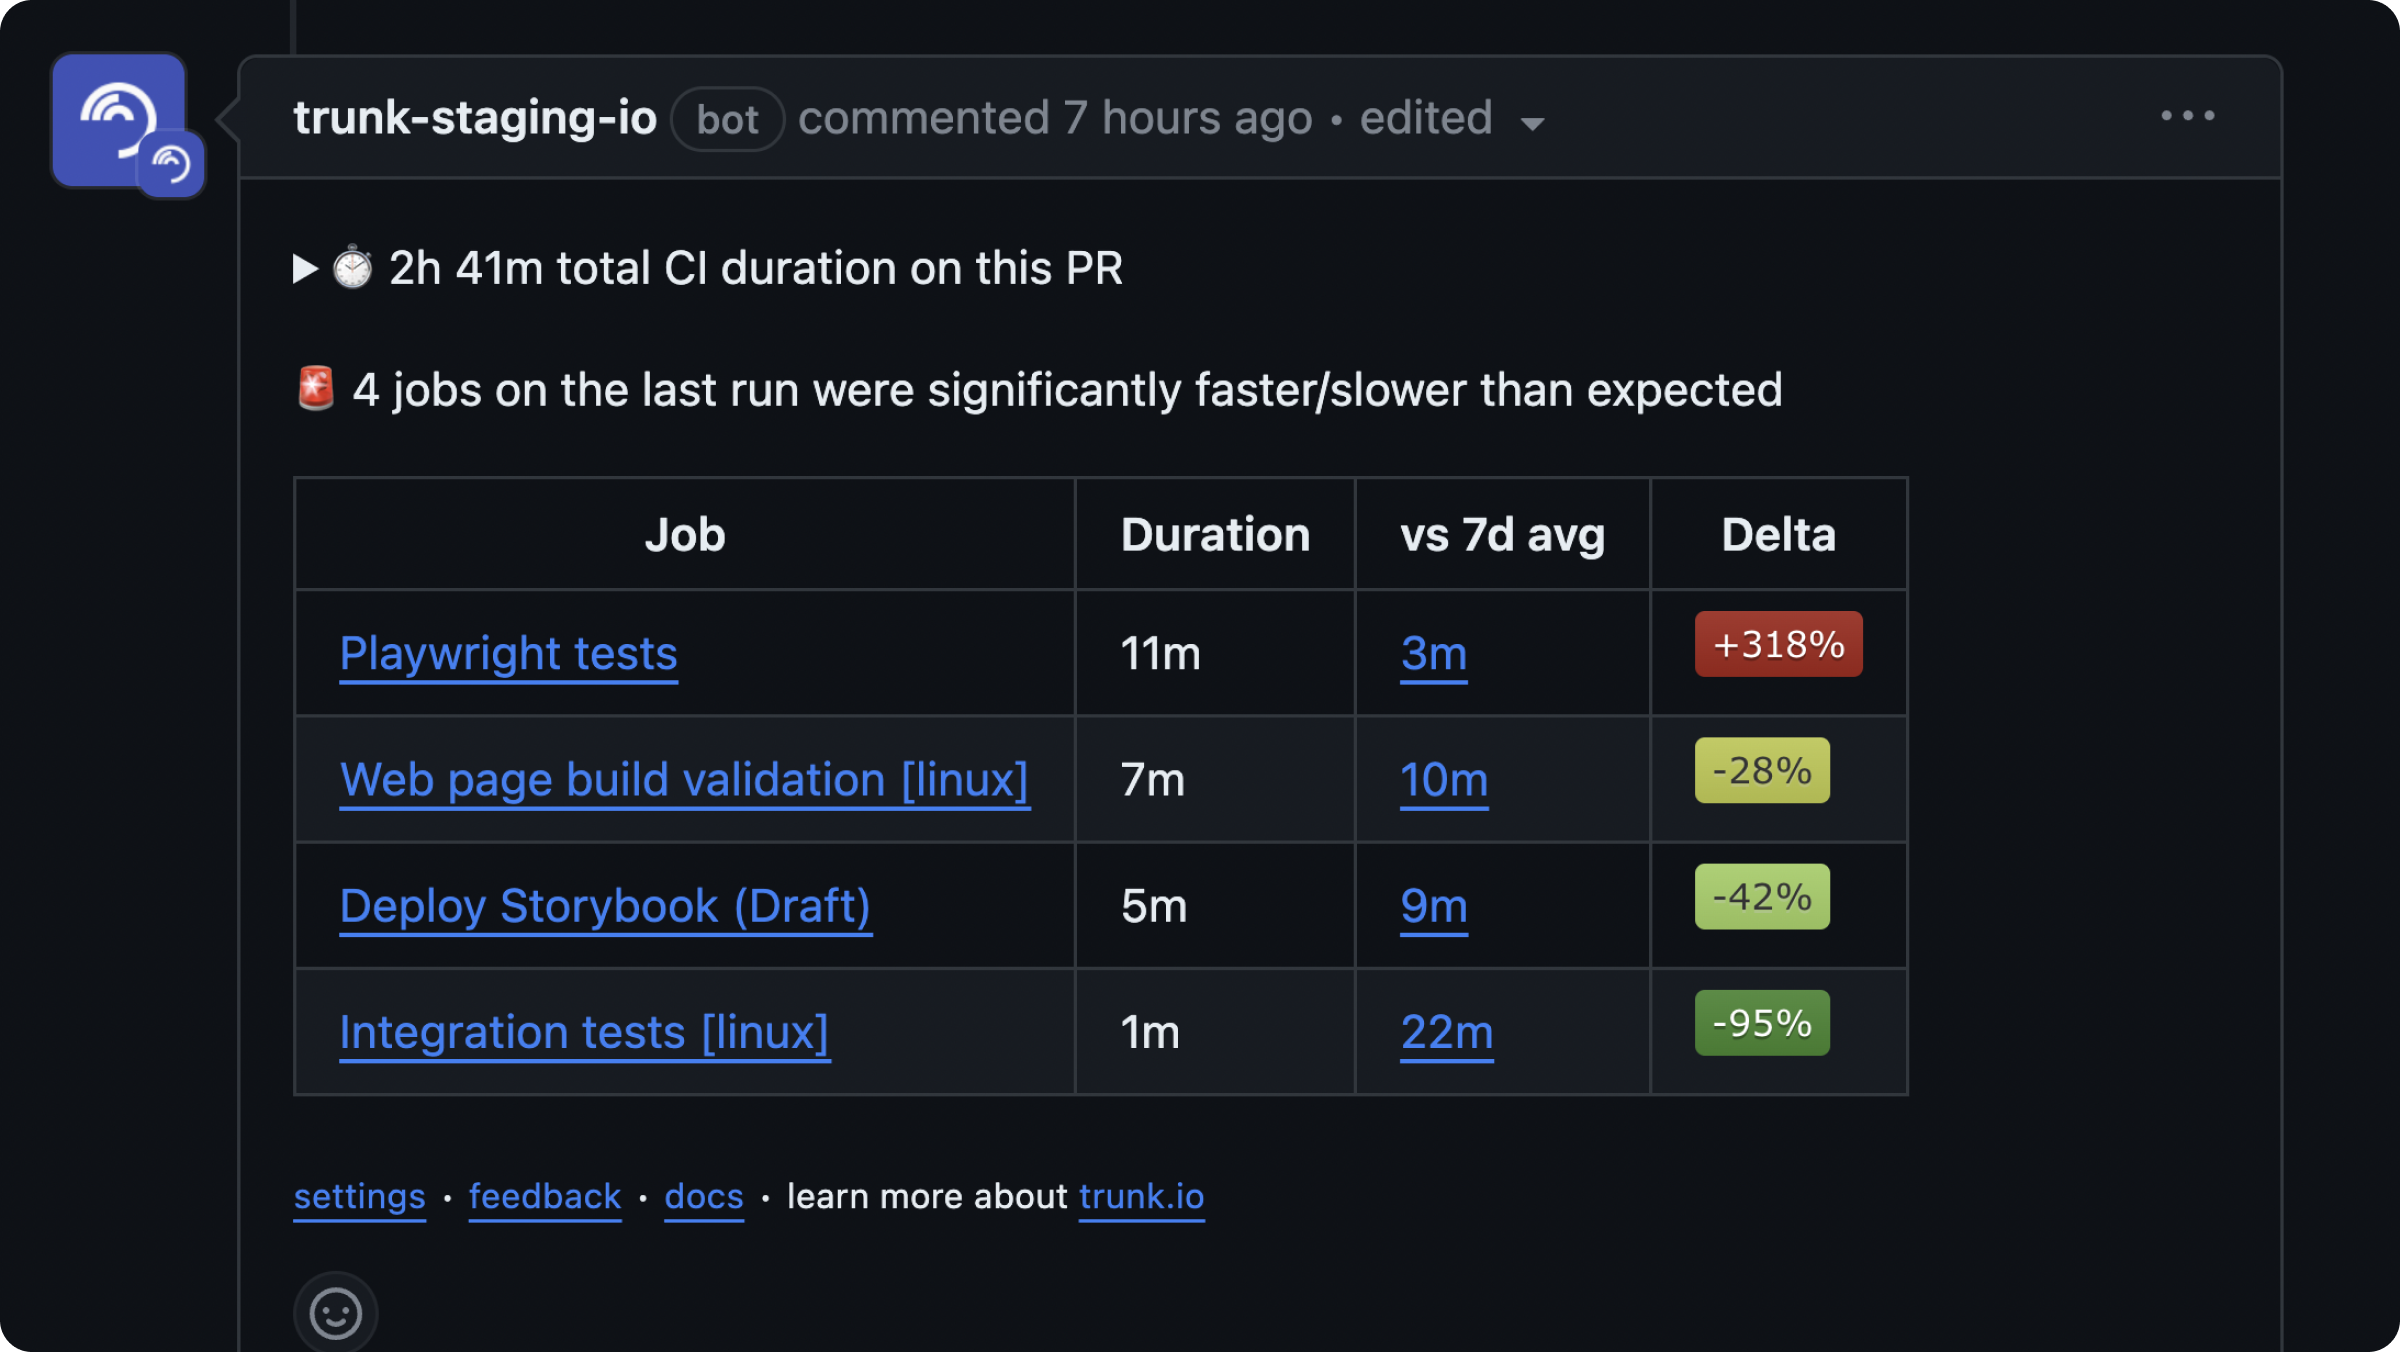 trunk-staging-io bot commented 7 hours ago • edited
2h 41m total CI duration on this PR
4 jobs on the last run were significantly faster/slower than expected
Job Duration vs 7d avg Delta
Playwright tests 11m 3m +318%
Web page build validation [linux] 7m 10m -28%
Deploy Storybook (Draft) 5m 9m -42%
Integration tests [linux] 1m 22m -95%
settings · feedback · docs · learn more about trunk.io